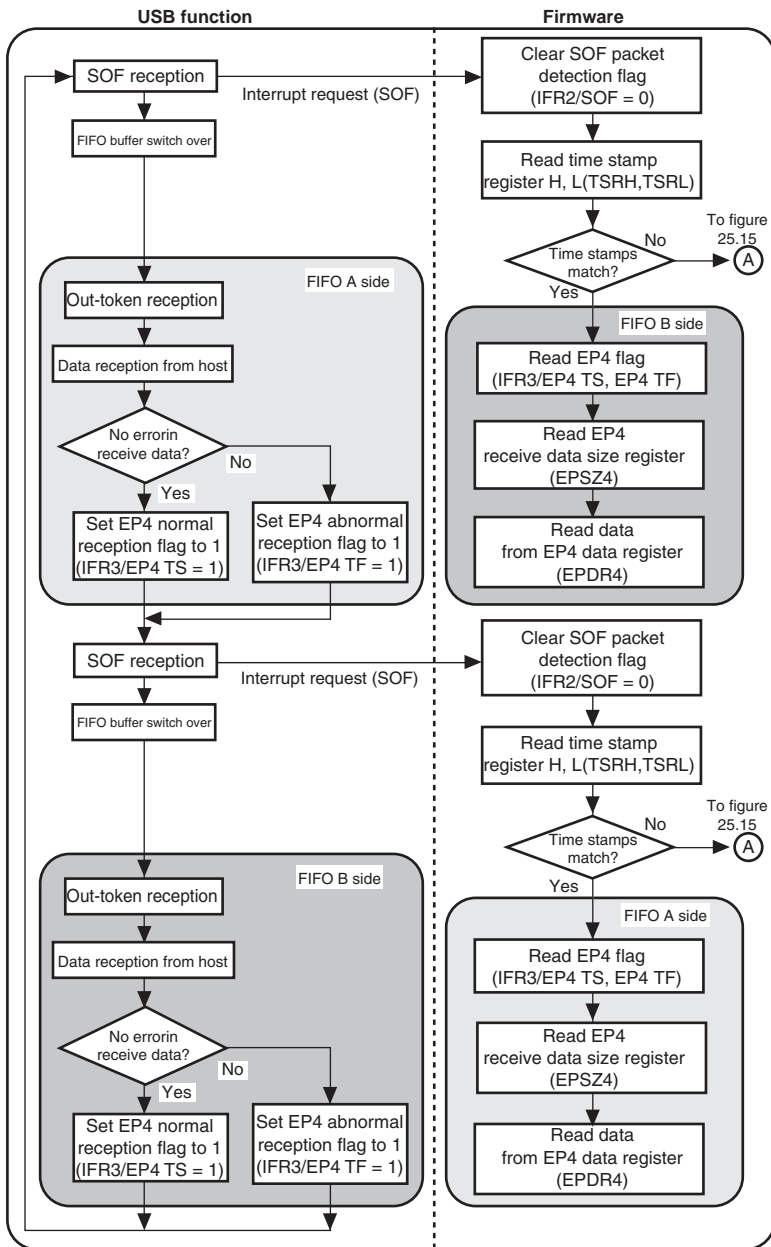 USB function
Firmware
SOF reception
Interrupt request (SOF)
Clear SOF packet
detection flag
(IFR2/SOF = 0)
FIFO buffer switch over
Read time stamp
register H, L(TSRH,TSRL)
Time stamps
match?
No
To figure
25.15
A
Yes
FIFO A side
Out-token reception
Data reception from host
No errorin
receive data?
No
Yes
Set EP4 normal
reception flag to 1
(IFR3/EP4 TS = 1)
Set EP4 abnormal
reception flag to 1
(IFR3/EP4 TF = 1)
FIFO B side
Read EP4 flag
(IFR3/EP4 TS, EP4 TF)
Read EP4
receive data size register
(EPSZ4)
Read data
from EP4 data register
(EPDR4)
SOF reception
Interrupt request (SOF)
Clear SOF packet
detection flag
(IFR2/SOF = 0)
FIFO buffer switch over
Read time stamp
register H, L(TSRH,TSRL)
Time stamps
match?
No
To figure
25.15
A
Yes
FIFO B side
Out-token reception
Data reception from host
No errorin
receive data?
No
Yes
Set EP4 normal
reception flag to 1
(IFR3/EP4 TS = 1)
Set EP4 abnormal
reception flag to 1
(IFR3/EP4 TF = 1)
FIFO A side
Read EP4 flag
(IFR3/EP4 TS, EP4 TF)
Read EP4
receive data size register
(EPSZ4)
Read data
from EP4 data register
(EPDR4)